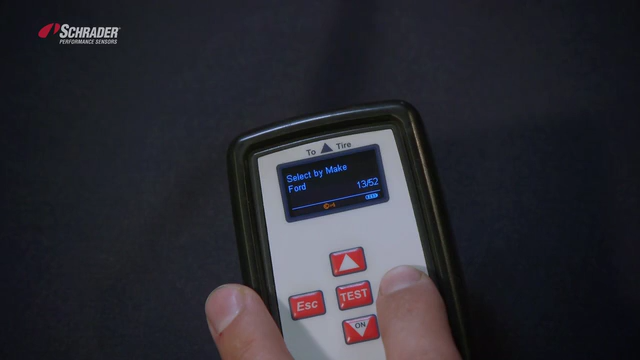 SCHRADER
PERFORMANCE SENSORS
To Tire
Select by Make
Ford 13/52
Esc
TEST
ON